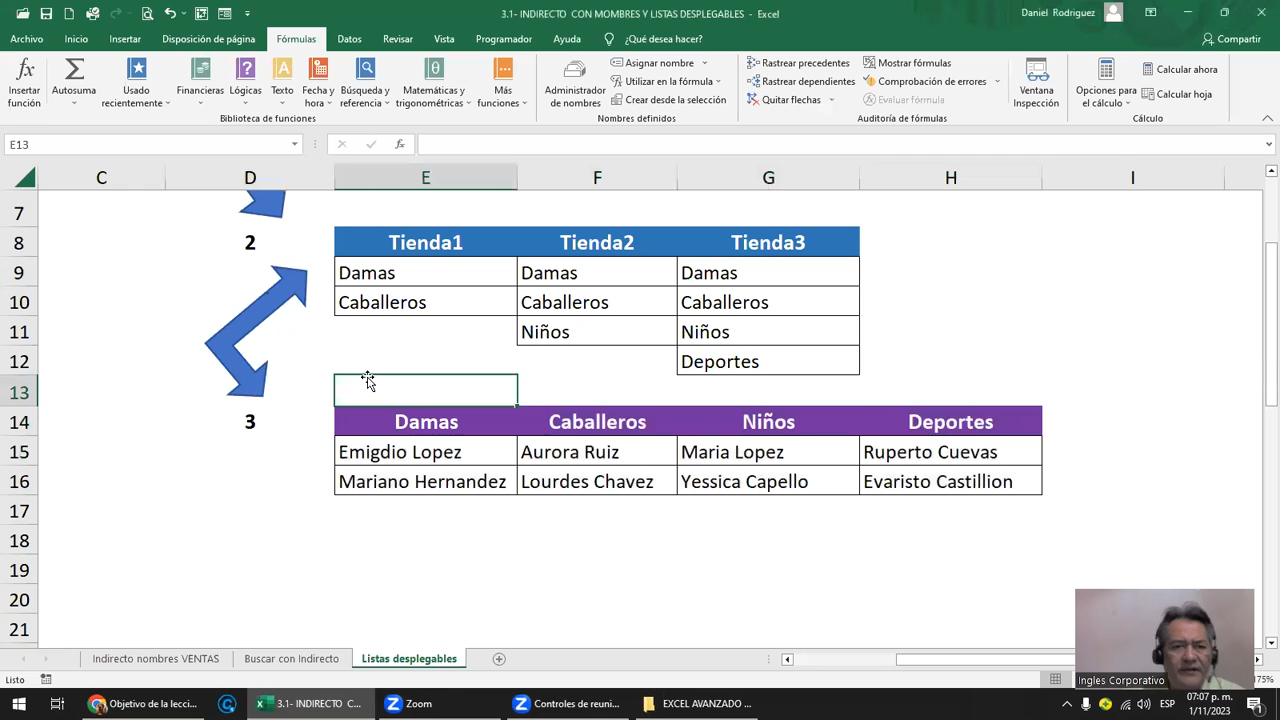 3.1- INDIRECTO CON MOMBRES Y LISTAS DESPLEGABLES - Excel
Daniel Rodriguez
Archivo Inicio Insertar Disposición de página Fórmulas Datos Revisar Vista Programador Ayuda ¿Qué desea hacer? Compartir
Insertar función
Autosuma
Usado recientemente
Financieras
Lógicas
Texto
Fecha y hora
Búsqueda y referencia
Matemáticas y trigonométricas
Más funciones
Biblioteca de funciones
Administrador de nombres
Asignar nombre
Utilizar en la fórmula
Crear desde la selección
Nombres definidos
Rastrear precedentes
Rastrear dependientes
Quitar flechas
Mostrar fórmulas
Comprobación de errores
Evaluar fórmula
Auditoría de fórmulas
Ventana Inspección
Opciones para el cálculo
Calcular ahora
Calcular hoja
Cálculo
E13
fx
C D E F G H I
7
8 2 Tienda1 Tienda2 Tienda3
9 Damas Damas Damas
10 Caballeros Caballeros Caballeros
11 Niños Niños
12 Deportes
13
14 3 Damas Caballeros Niños Deportes
15 Emigdio Lopez Aurora Ruiz Maria Lopez Ruperto Cuevas
16 Mariano Hernandez Lourdes Chavez Yessica Capello Evaristo Castillion
17
18
19
20
21
Ingles Corporativo
Indirecto nombres VENTAS Buscar con Indirecto Listas desplegables
Listo
175%
Objetivo de la lecci...
3.1- INDIRECTO C...
Zoom
Controles de reuni...
EXCEL AVANZADO ...
ESP
07:07 p. m.
1/11/2023